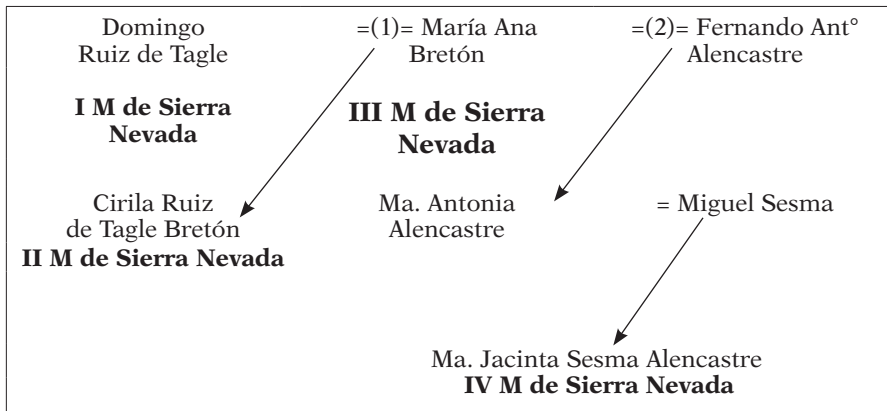 Domingo =(1)= María Ana =(2)= Fernando Ant°
Ruiz de Tagle Bretón Alencastre
I M de Sierra
Nevada
III M de Sierra
Nevada
Cirila Ruiz
de Tagle Bretón
II M de Sierra Nevada
Ma. Antonia
Alencastre
= Miguel Sesma
Ma. Jacinta Sesma Alencastre
IV M de Sierra Nevada